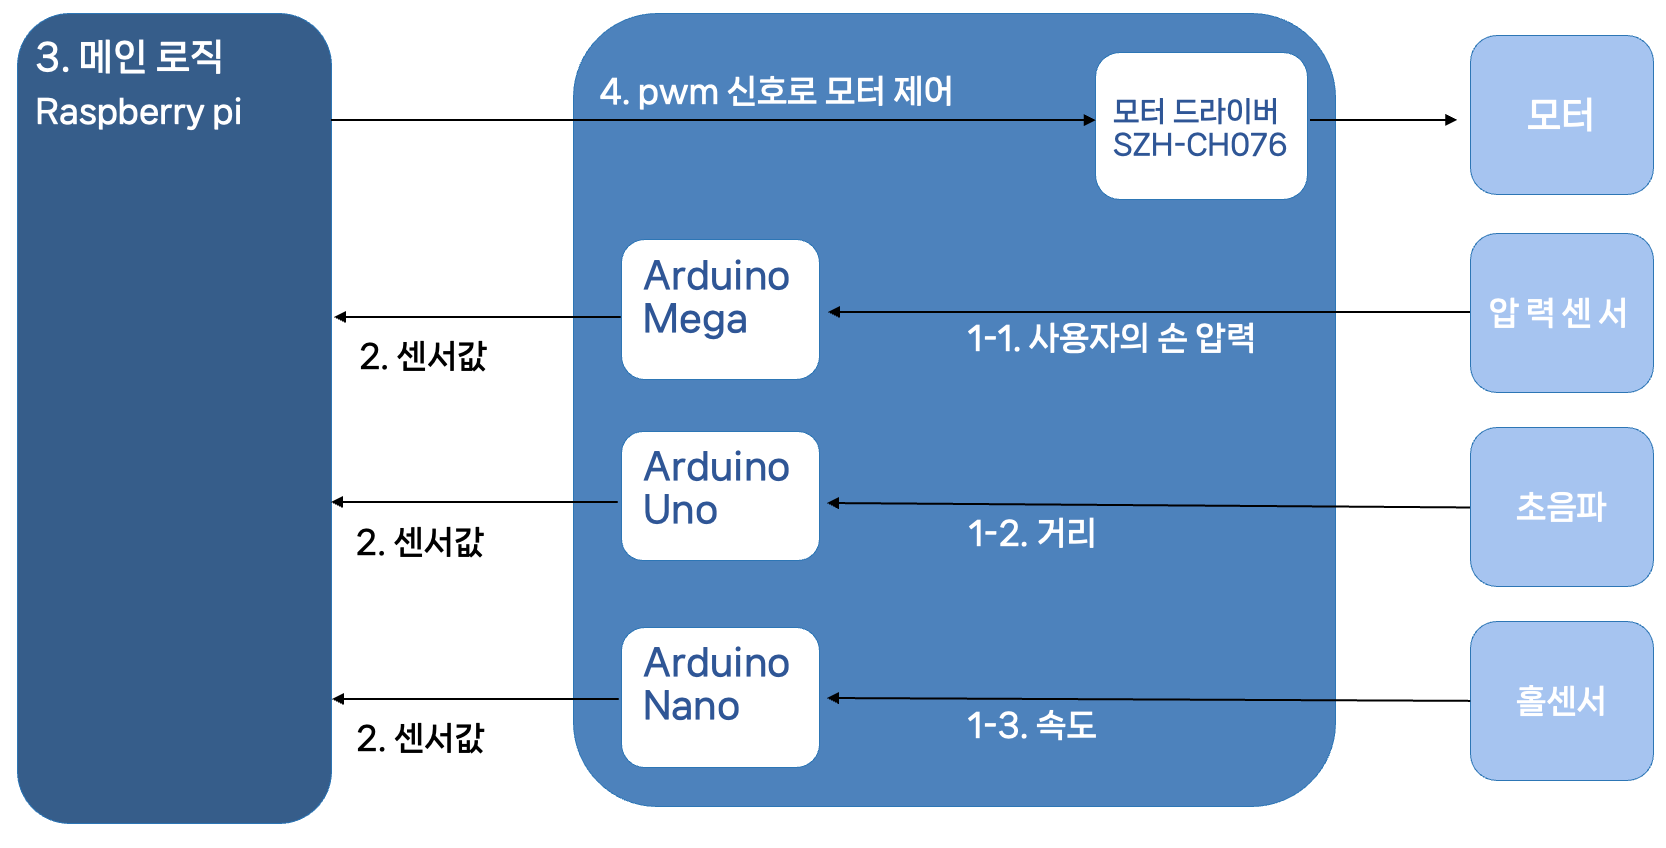 3. 메인 로직
Raspberry pi
4. pwm 신호로 모터 제어
모터 드라이버
SZH-CH076
모터
Arduino
Mega
2. 센서값
1-1. 사용자의 손 압력
압력센서
Arduino
Uno
2. 센서값
1-2. 거리
초음파
Arduino
Nano
2. 센서값
1-3. 속도
홀센서